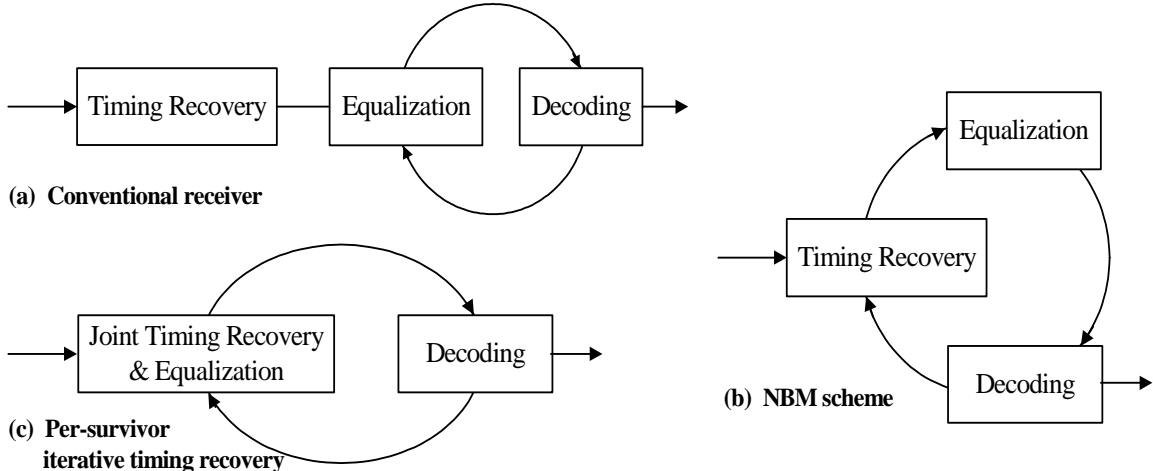 Timing Recovery
Equalization
Decoding
(a) Conventional receiver
Joint Timing Recovery
& Equalization
Decoding
(c) Per-survivor
iterative timing recovery
Equalization
Timing Recovery
Decoding
(b) NBM scheme